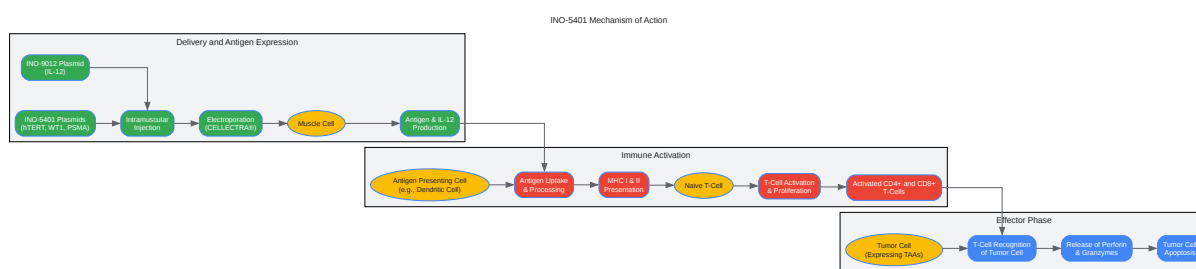 INO-5401 Mechanism of Action
Delivery and Antigen Expression
INO-9012 Plasmid
(IL-12)
INO-5401 Plasmids
(hTERT, WT1, PSMA)
Intramuscular
Injection
Electroporation
(CELLECTRA®)
Muscle Cell
Antigen & IL-12
Production
Immune Activation
Antigen Presenting Cell
(e.g., Dendritic Cell)
Antigen Uptake
& Processing
MHC I & II
Presentation
Naive T-Cell
T-Cell Activation
& Proliferation
Activated CD4+ and CD8+
T-Cells
Effector Phase
Tumor Cell
(Expressing TAAs)
T-Cell Recognition
of Tumor Cell
Release of Perforin
& Granzymes
Tumor Cell
Apoptosis